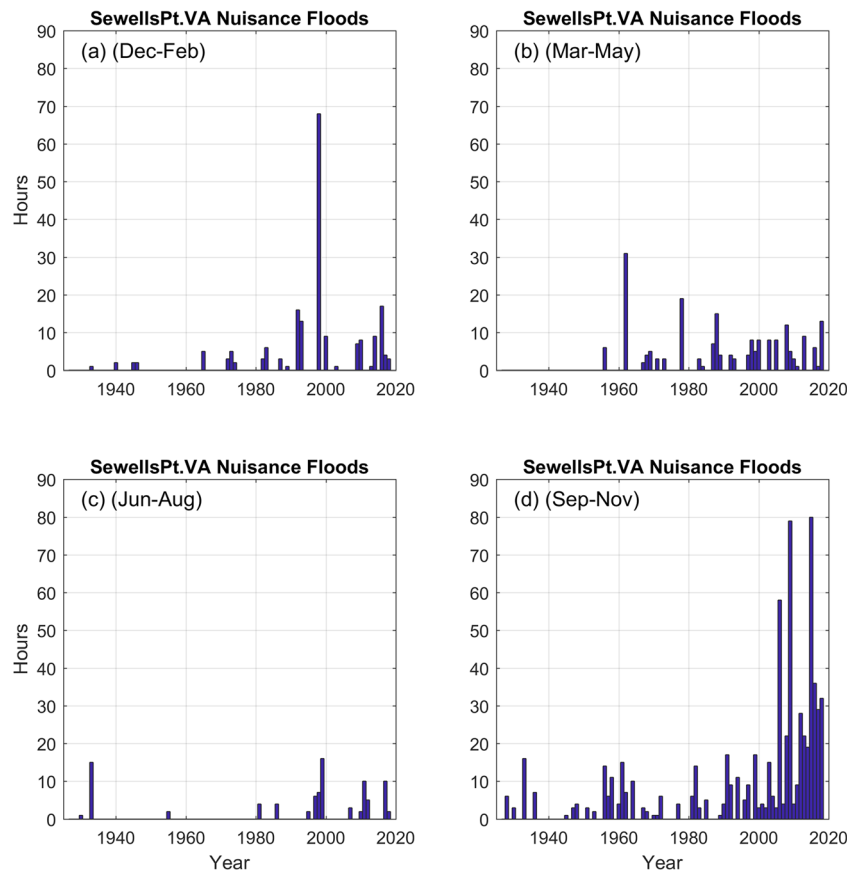 SewellsPt.VA Nuisance Floods
(a) (Dec-Feb)
90
80
70
60
50
40
30
20
10
0
Hours
1940 1960 1980 2000 2020
SewellsPt.VA Nuisance Floods
(b) (Mar-May)
90
80
70
60
50
40
30
20
10
0
1940 1960 1980 2000 2020
SewellsPt.VA Nuisance Floods
(c) (Jun-Aug)
90
80
70
60
50
40
30
20
10
0
Hours
1940 1960 1980 2000 2020
Year
SewellsPt.VA Nuisance Floods
(d) (Sep-Nov)
90
80
70
60
50
40
30
20
10
0
1940 1960 1980 2000 2020
Year